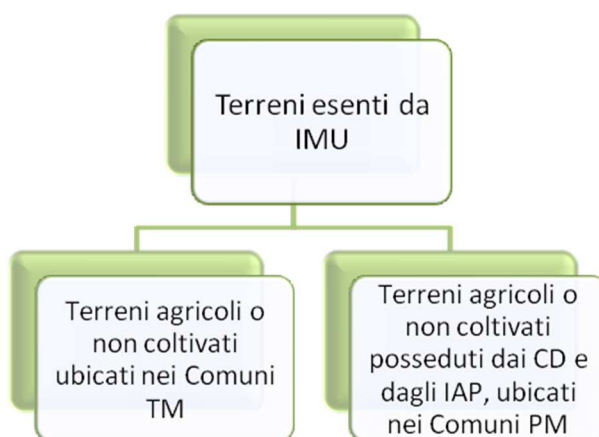 Terreni esenti da
IMU
Terreni agricoli o
non coltivati
ubicati nei Comuni
TM
Terreni agricoli o
non coltivati
posseduti dai CD e
dagli IAP, ubicati
nei Comuni PM